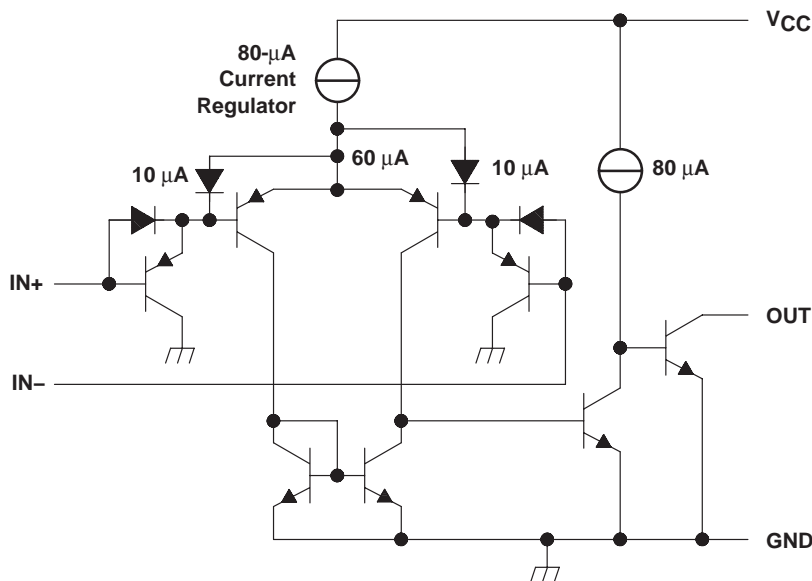 VCC
80-μA
Current
Regulator
10 μA
60 μA
10 μA
80 μA
IN+
OUT
IN−
GND